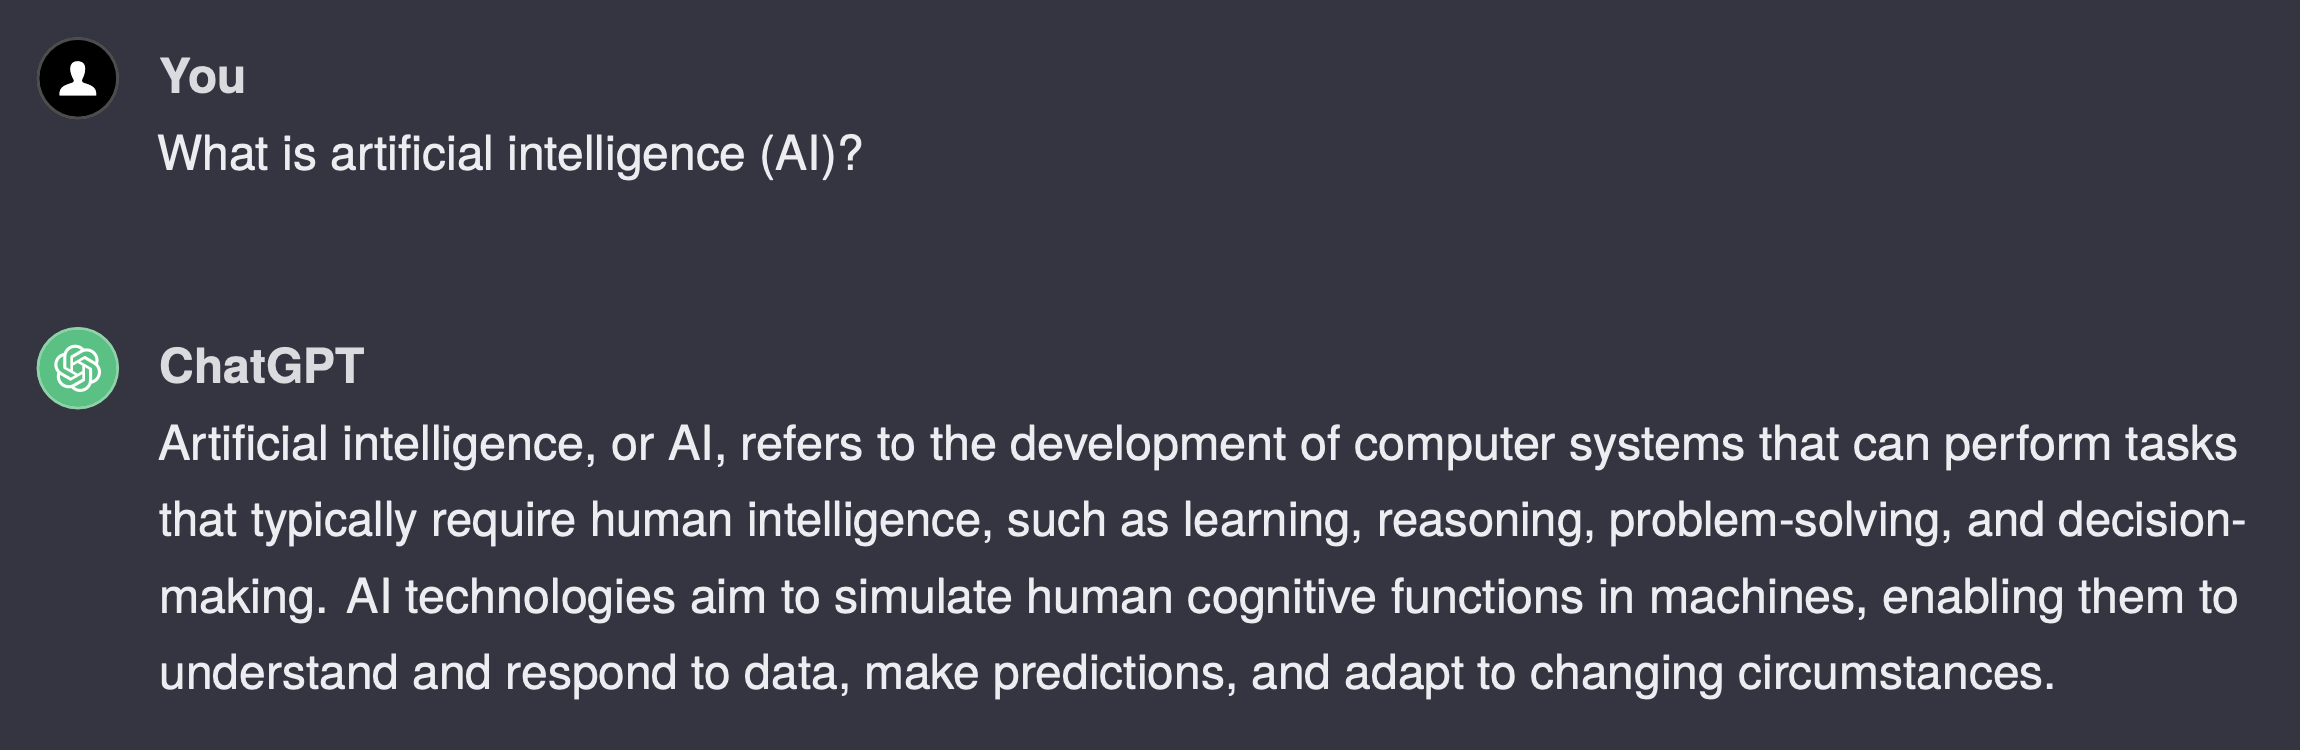 You
What is artificial intelligence (AI)?
ChatGPT
Artificial intelligence, or AI, refers to the development of computer systems that can perform tasks
that typically require human intelligence, such as learning, reasoning, problem-solving, and decision-
making. AI technologies aim to simulate human cognitive functions in machines, enabling them to
understand and respond to data, make predictions, and adapt to changing circumstances.